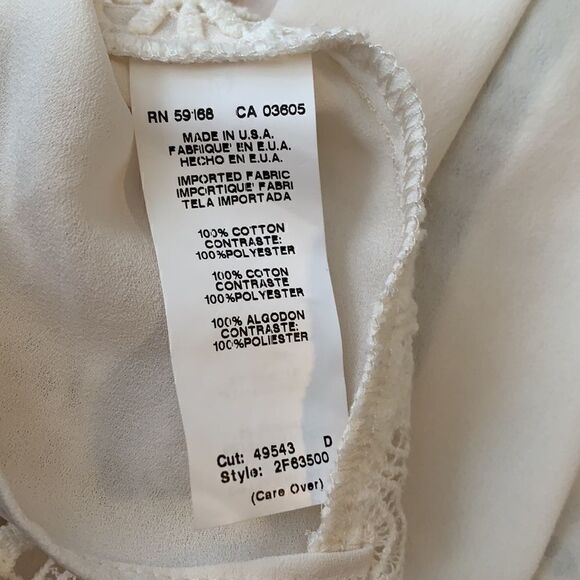 RN 59168 CA 03605
MADE IN U.S.A.
FABRIQUE' EN E.U.A.
HECHO EN E.U.A.
IMPORTED FABRIC
IMPORTIQUE' FABRI
TELA IMPORTADA
100% COTTON
CONTRASTE:
100%POLYESTER
100% COTON
CONTRASTE
100%POLYESTER
100% ALGODON
CONTRASTE:
100%POLIESTER
Cut: 49543 D
Style: 2F63500
(Care Over)